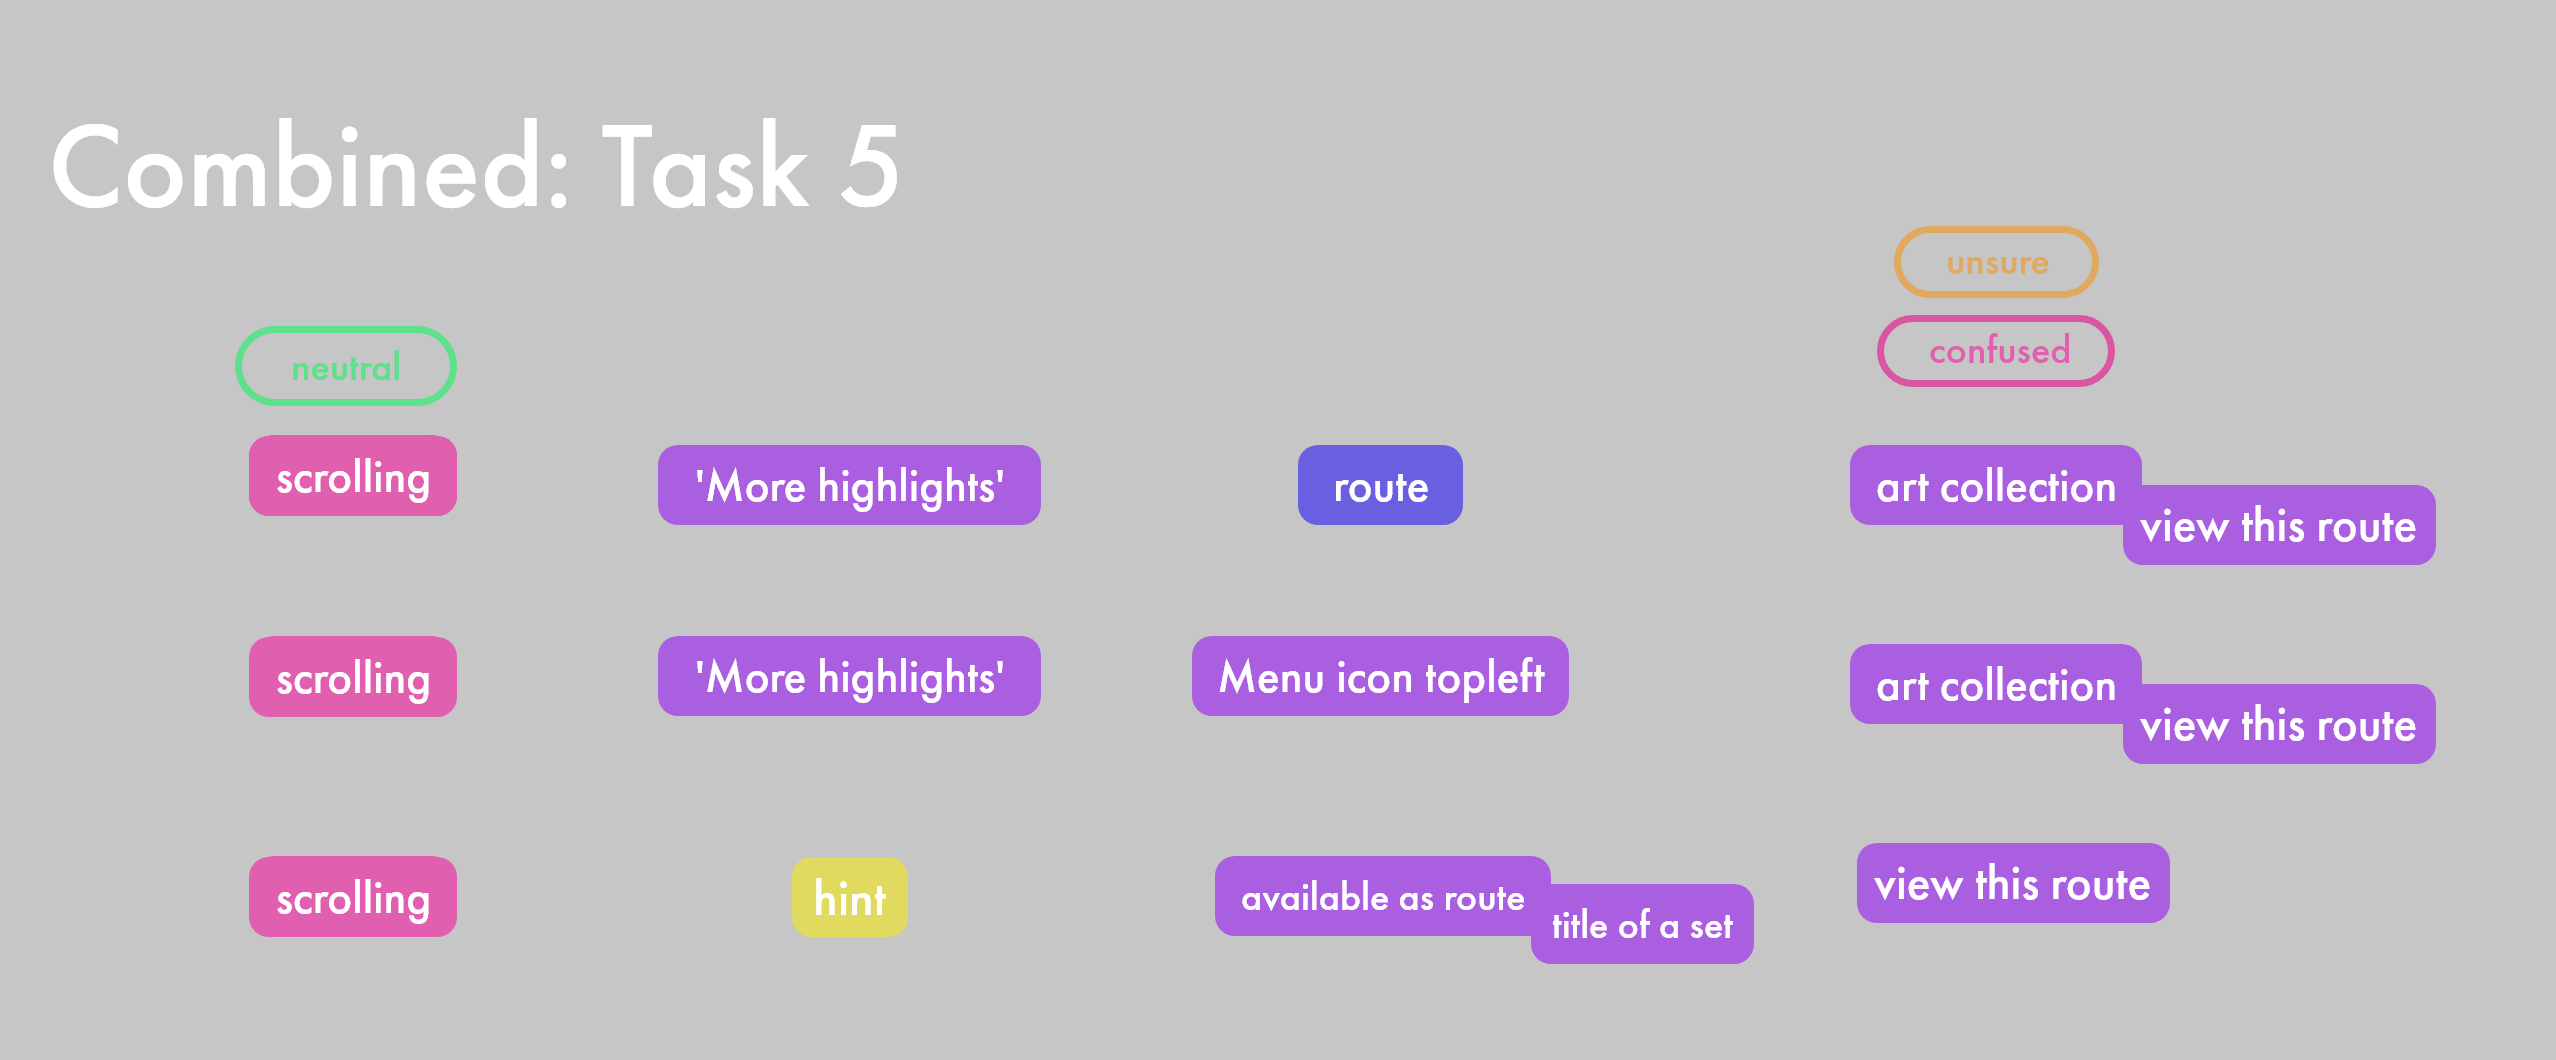 Combined: Task 5
unsure
neutral
confused
scrolling
'More highlights'
route
art collection
view this route
scrolling
'More highlights'
Menu icon topleft
art collection
view this route
scrolling
hint
available as route
title of a set
view this route